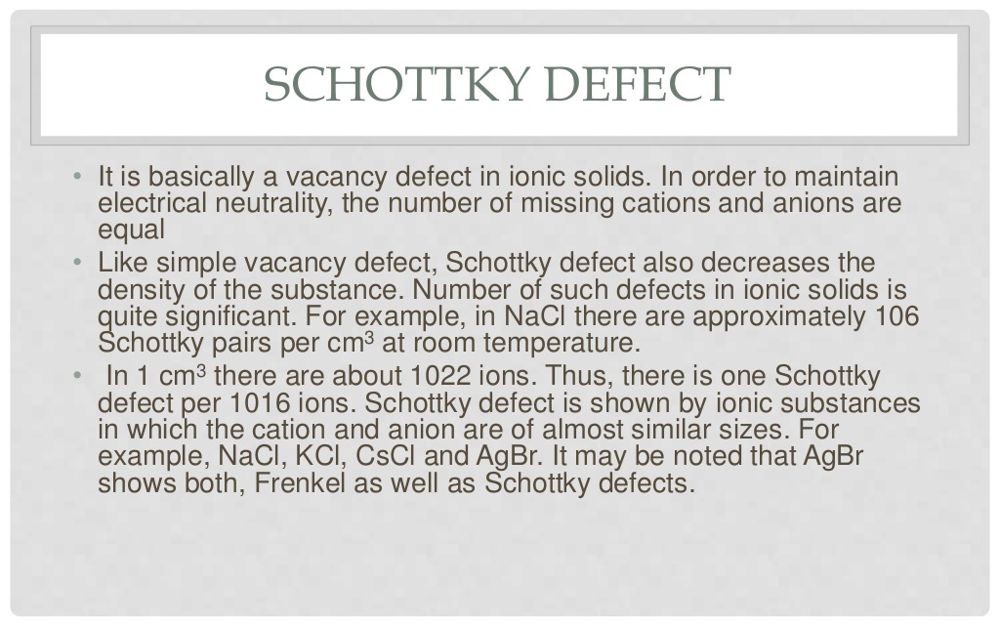 SCHOTTKY DEFECT
• It is basically a vacancy defect in ionic solids. In order to maintain
electrical neutrality, the number of missing cations and anions are
equal
• Like simple vacancy defect, Schottky defect also decreases the
density of the substance. Number of such defects in ionic solids is
quite significant. For example, in NaCl there are approximately 106
Schottky pairs per cm³ at room temperature.
• In 1 cm³ there are about 1022 ions. Thus, there is one Schottky
defect per 1016 ions. Schottky defect is shown by ionic substances
in which the cation and anion are of almost similar sizes. For
example, NaCl, KCl, CsCl and AgBr. It may be noted that AgBr
shows both, Frenkel as well as Schottky defects.